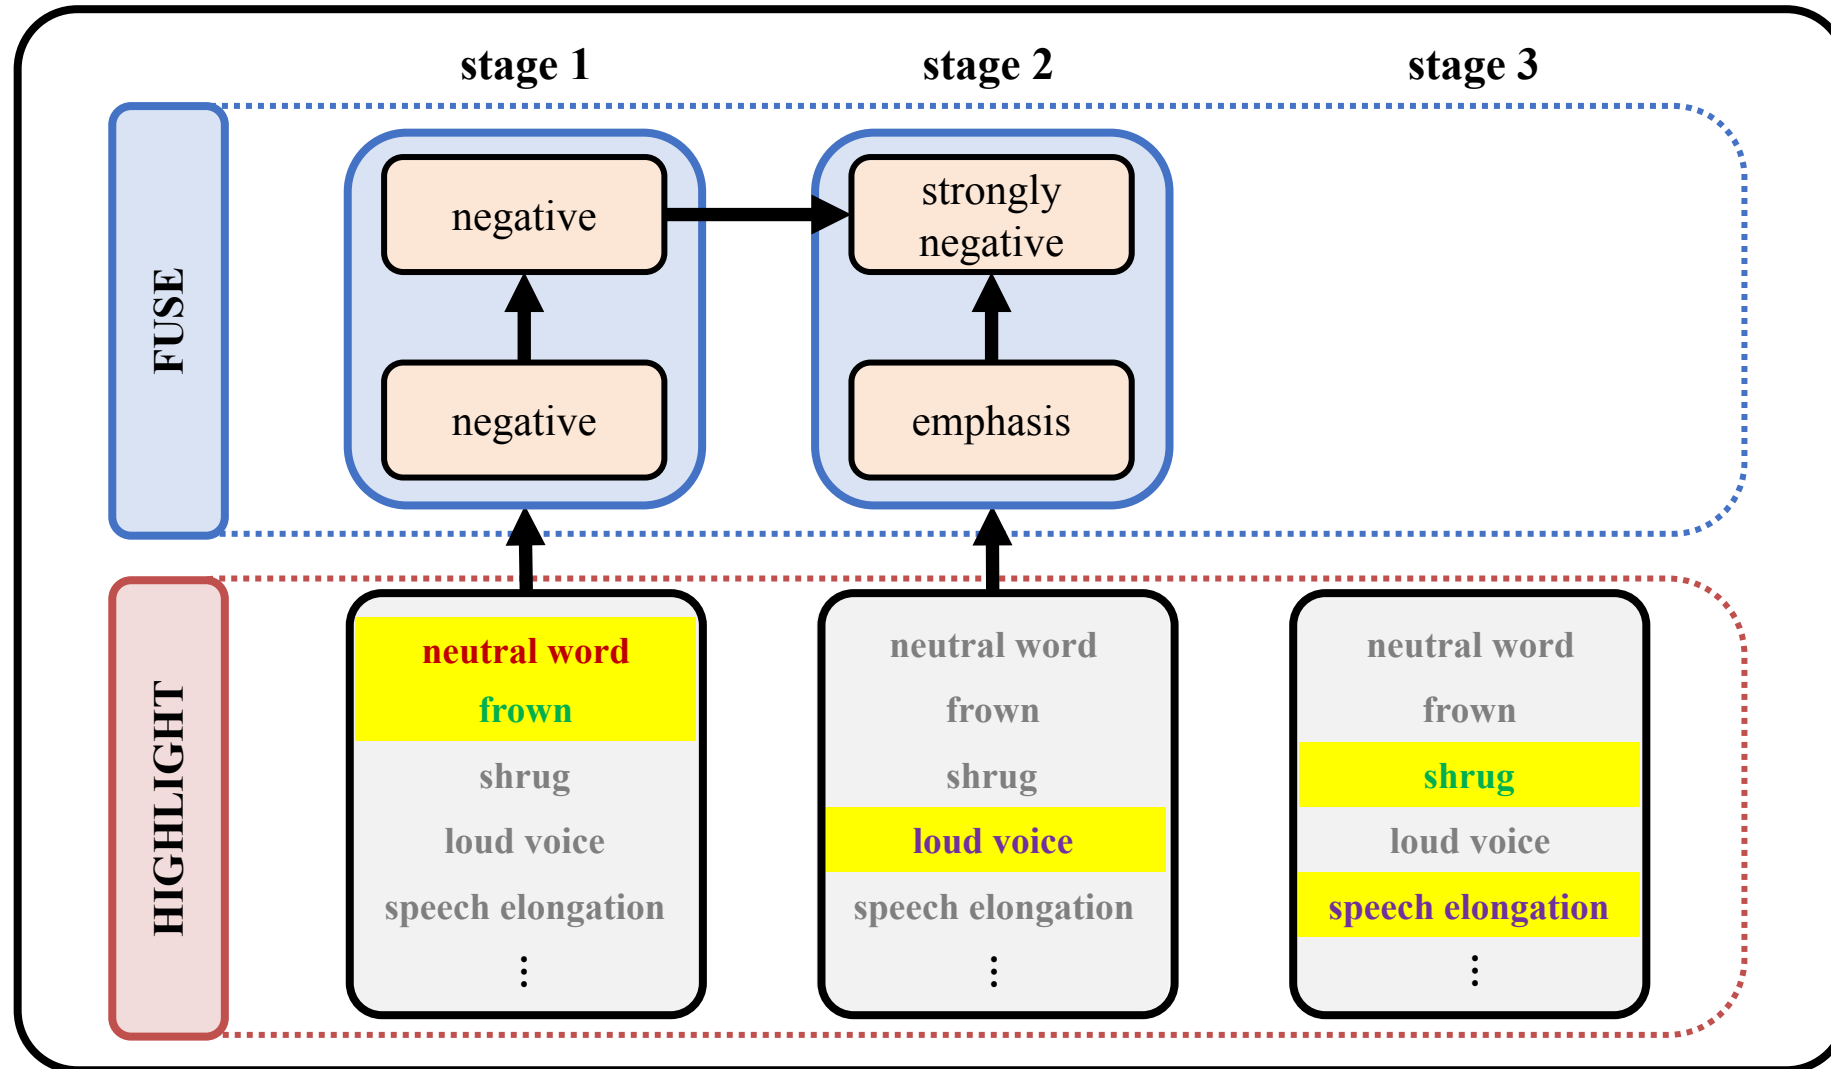 stage 1
stage 2
stage 3
FUSE
negative
strongly
negative
negative
emphasis
HIGHLIGHT
neutral word
frown
shrug
loud voice
speech elongation
⋮
neutral word
frown
shrug
loud voice
speech elongation
⋮
neutral word
frown
shrug
loud voice
speech elongation
⋮